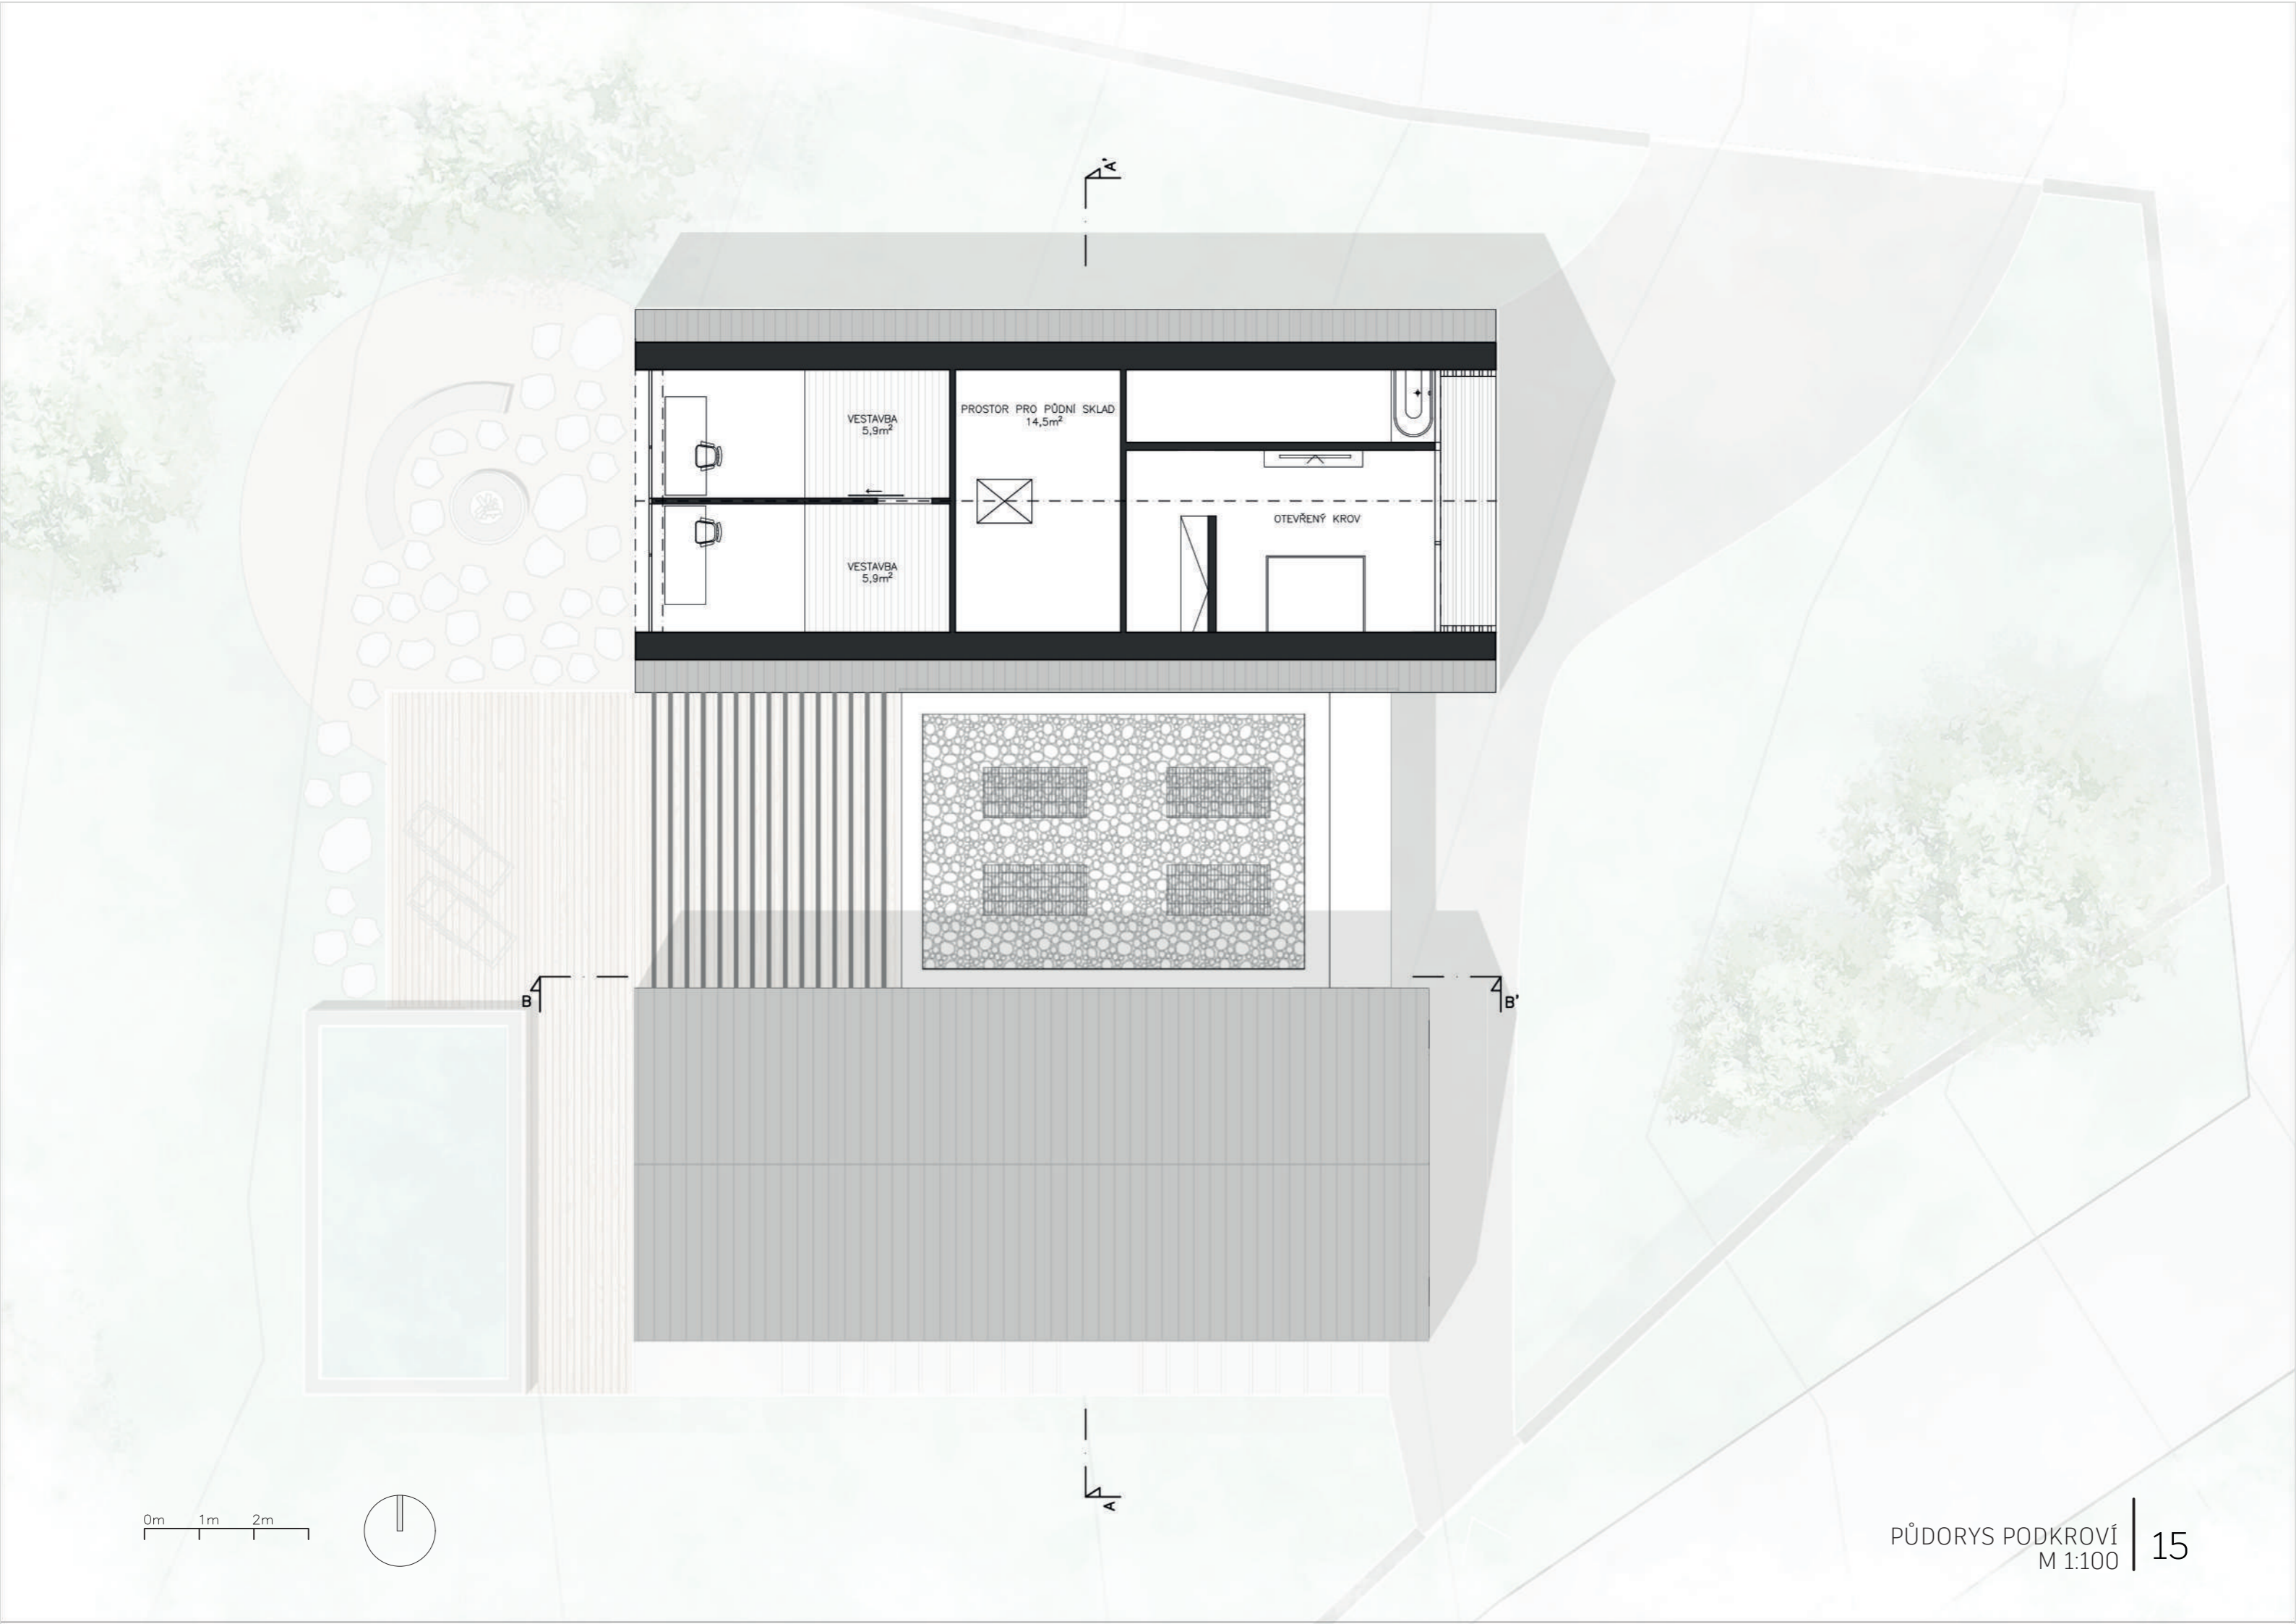 A'
VESTAVBA
5,9m²
PROSTOR PRO PŮDNÍ SKLAD
14,5m²
OTEVŘENÝ KROV
VESTAVBA
5,9m²
B
B'
A
0m 1m 2m
PŮDORYS PODKROVÍ
M 1:100
15